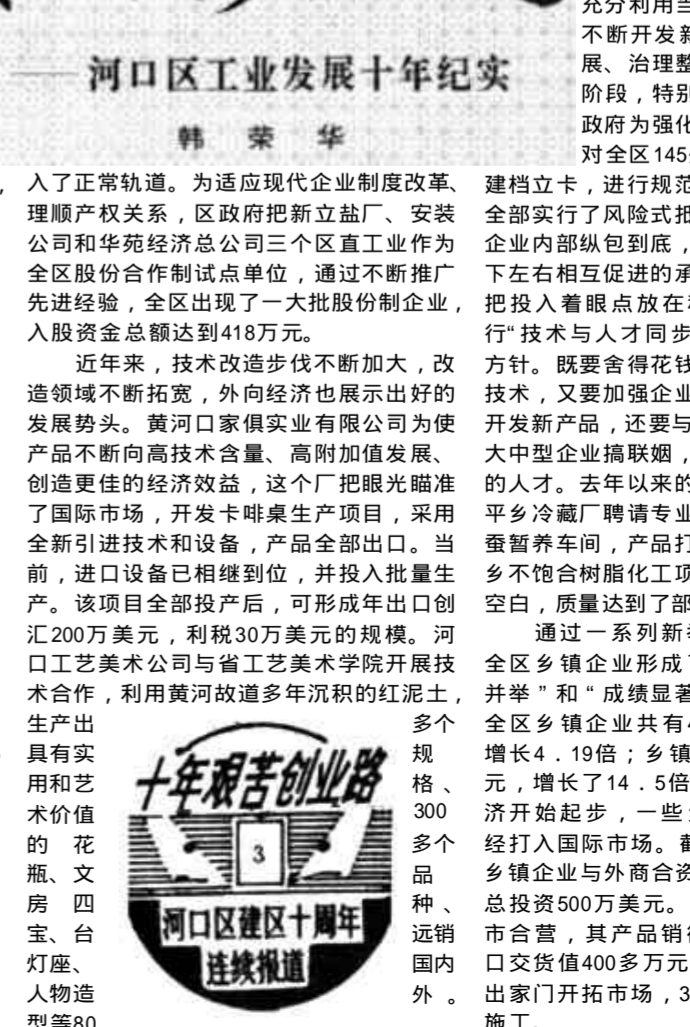 ——河口区工业发展十年纪实
韩荣华
入了正常轨道。为适应现代企业制度改革、
理顺产权关系，区政府把新立盐厂、安装
公司和华苑经济总公司三个区直工业作为
全区股份合作制试点单位，通过不断推广
先进经验，全区出现了一大批股份制企业，
入股资金总额达到418万元。
近年来，技术改造步伐不断加大，改
造领域不断拓宽，外向经济也展示出好的
发展势头。黄河口家俱实业有限公司为使
产品不断向高技术含量、高附加值发展、
创造更佳的经济效益，这个厂把眼光瞄准
了国际市场，开发卡啡桌生产项目，采用
全新引进技术和设备，产品全部出口。当
前，进口设备已相继到位，并投入批量生
产。该项目全部投产后，可形成年出口创
汇200万美元，利税30万美元的规模。河
口工艺美术公司与省工艺美术学院开展技
术合作，利用黄河故道多年沉积的红泥土，
生产出
具有实
用和艺
术价值
的花
瓶、文
房四
宝、台
灯座、
人物造
型等80
多个
规
格、
300
多个
品
种、
远销
国内
外。
十年艰苦创业路
3
河口区建区十周年
连续报道
充分利用当
不断开发新
展、治理整
阶段，特别
政府为强化
对全区145
建档立卡，进行规范
全部实行了风险式抵
企业内部纵包到底，
下左右相互促进的承
把投入着眼点放在
行“技术与人才同步
方针。既要舍得花钱
技术，又要加强企业
开发新产品，还要与
大中型企业搞联姻，
的人才。去年以来的
平乡冷藏厂聘请专业
蚕暂养车间，产品打
乡不饱合树脂化工项
空白，质量达到了部
通过一系列新
全区乡镇企业形成
并举”和“成绩显著
全区乡镇企业共有
增长4．19倍；乡镇
元，增长了14．5倍
济开始起步，一些
经打入国际市场。截
乡镇企业与外商合资
总投资500万美元。
市合营，其产品销往
口交货值400多万元
出家门开拓市场，3
施工，